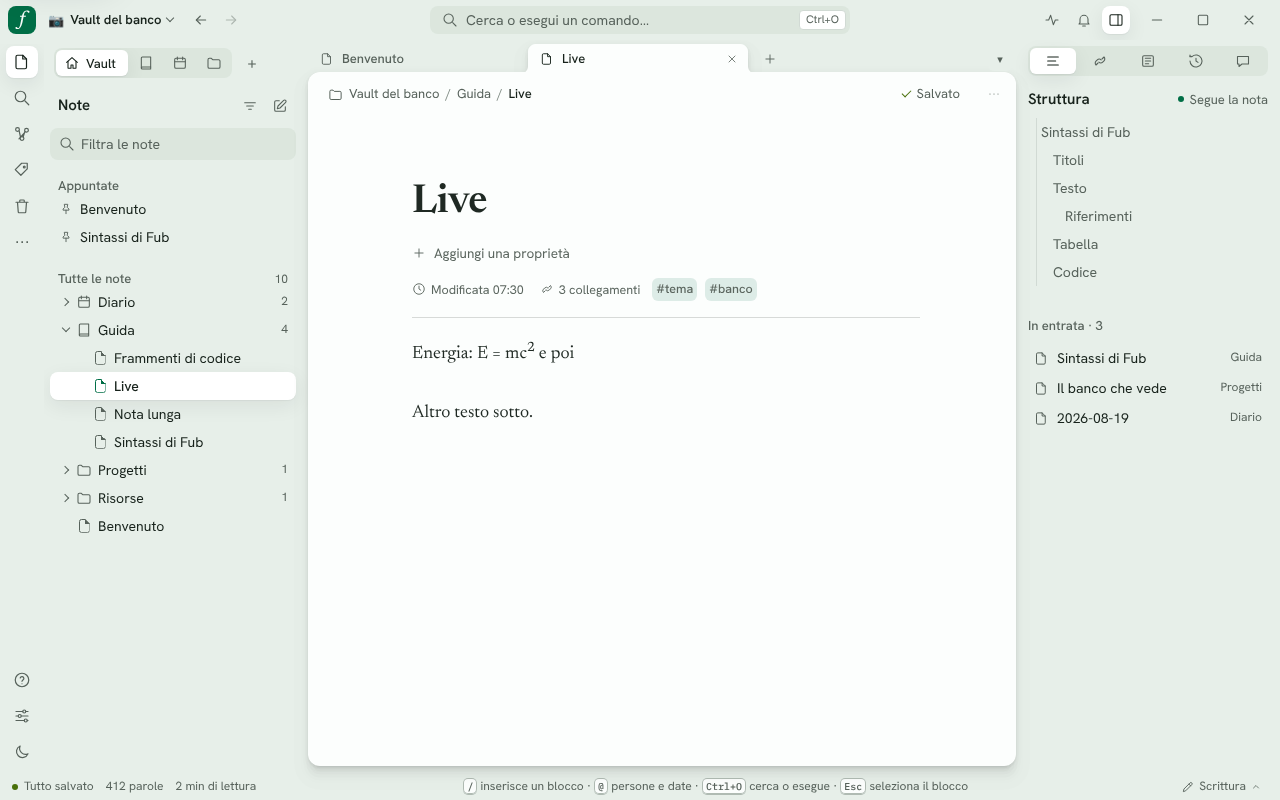 f
Vault del banco
Cerca o esegui un comando…
Ctrl+O
Vault
Note
Filtra le note
Appuntate
Benvenuto
Sintassi di Fub
Tutte le note 10
Diario 2
Guida 4
Frammenti di codice
Live
Nota lunga
Sintassi di Fub
Progetti 1
Risorse 1
Benvenuto
Benvenuto
Live
Vault del banco / Guida / Live
Salvato
Live
Aggiungi una proprietà
Modificata 07:30 3 collegamenti #tema #banco
Energia: E = mc² e poi
Altro testo sotto.
Struttura
Segue la nota
Sintassi di Fub
Titoli
Testo
Riferimenti
Tabella
Codice
In entrata · 3
Sintassi di Fub Guida
Il banco che vede Progetti
2026-08-19 Diario
Tutto salvato 412 parole 2 min di lettura
/ inserisce un blocco · @ persone e date · Ctrl+O cerca o esegue · Esc seleziona il blocco
Scrittura